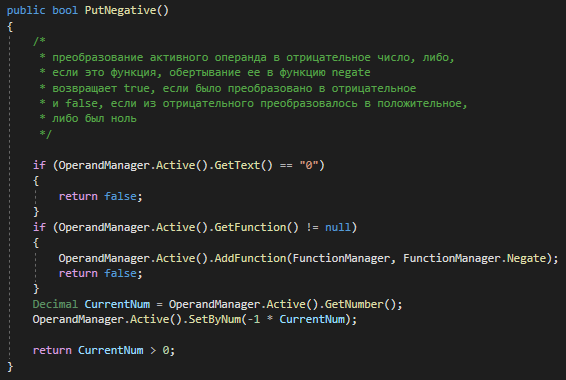 public bool PutNegative()
{
/*
* преобразование активного операнда в отрицательное число, либо,
* если это функция, обертывание ее в функцию negate
* возвращает true, если было преобразовано в отрицательное
* и false, если из отрицательного преобразовалось в положительное,
* либо был ноль
*/
if (OperandManager.Active().GetText() == "0")
{
return false;
}
if (OperandManager.Active().GetFunction() != null)
{
OperandManager.Active().AddFunction(FunctionManager, FunctionManager.Negate);
return false;
}
Decimal CurrentNum = OperandManager.Active().GetNumber();
OperandManager.Active().SetByNum(-1 * CurrentNum);
return CurrentNum > 0;
}